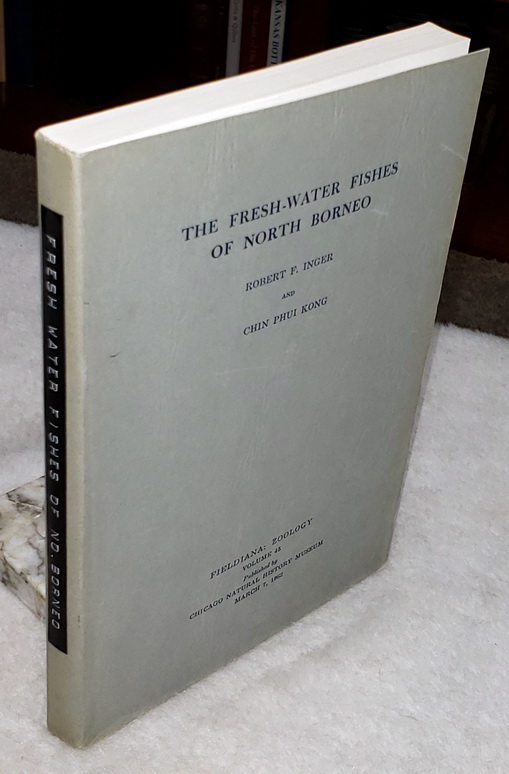 THE FRESH-WATER FISHES
OF NORTH BORNEO
ROBERT F. INGER
AND
CHIN PHUI KONG
FIELDIANA: ZOOLOGY
VOLUME 45
Published by
CHICAGO NATURAL HISTORY MUSEUM
MARCH 7, 1962
FRESH WATER FISHES OF NO. BORNEO